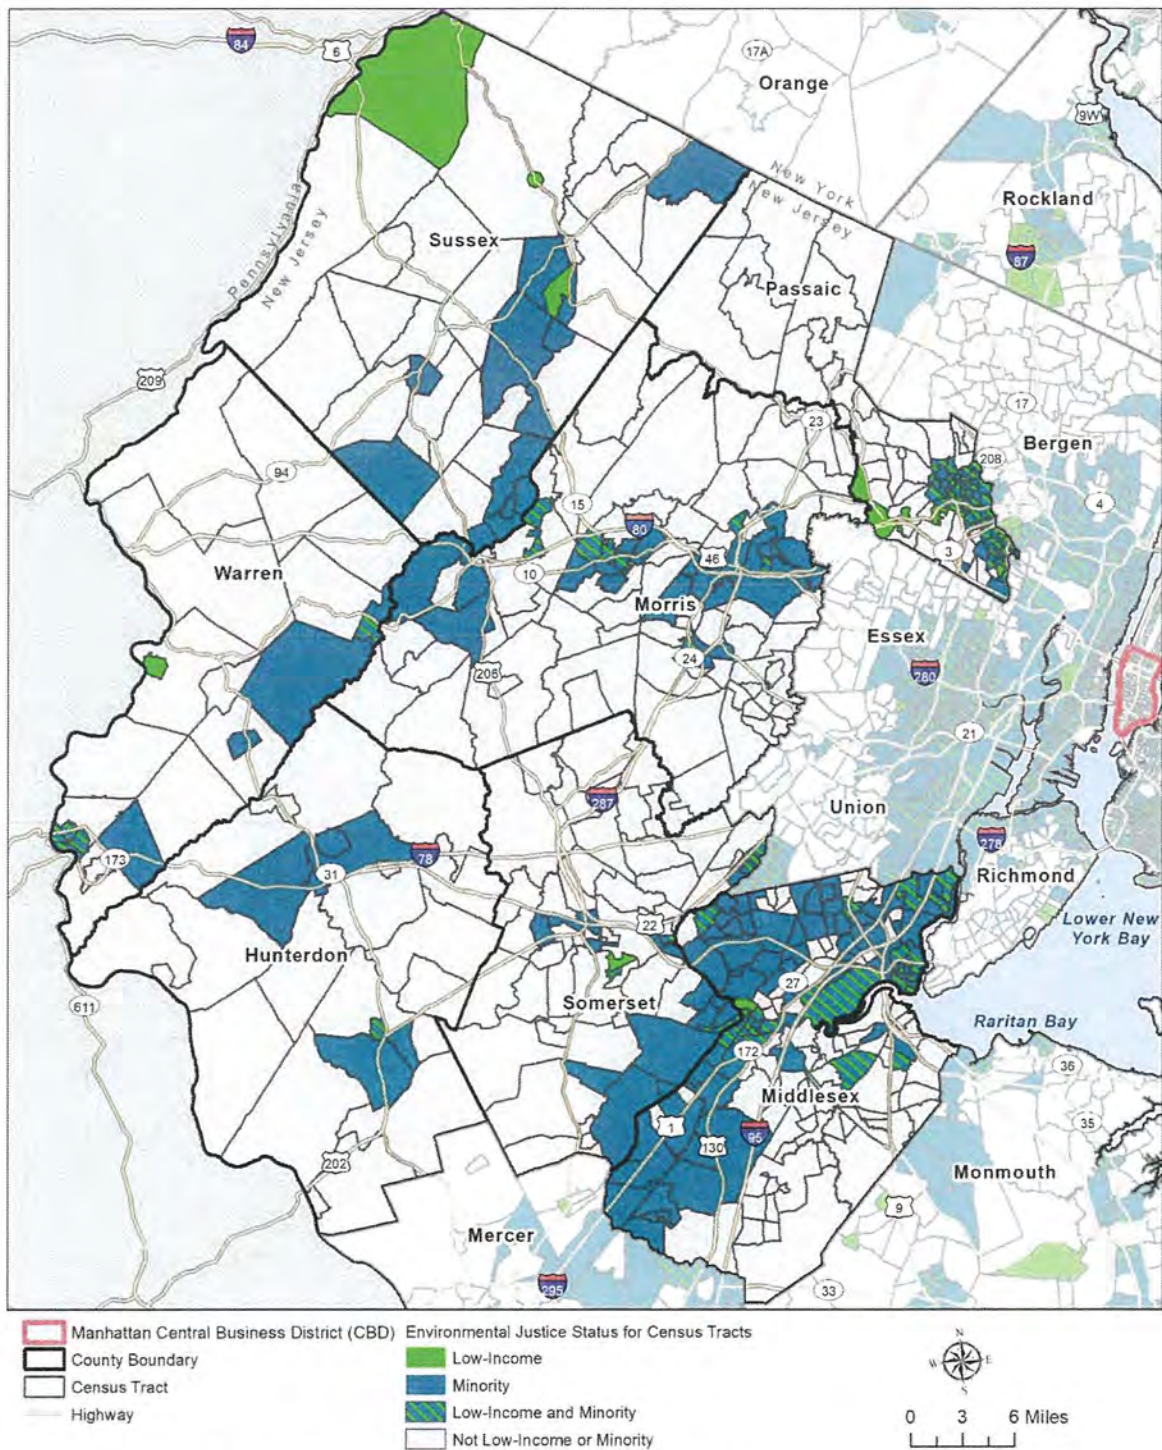 84
6
17A
Orange
9W
Rockland
87
New York
New Jersey
Pennsylvania
New Jersey
Sussex
Passaic
209
17
23
Bergen
208
94
15
4
80
3
46
Warren
10
Morris
Essex
24
206
280
21
287
Union
173
78
278
31
Richmond
22
Lower New
York Bay
Hunterdon
27
Somerset
611
Raritan Bay
172
36
Middlesex
1
95
35
130
202
Monmouth
9
Mercer
295
33
Manhattan Central Business District (CBD)
County Boundary
Census Tract
Highway
Environmental Justice Status for Census Tracts
Low-Income
Minority
Low-Income and Minority
Not Low-Income or Minority
N
W
E
S
0 3 6 Miles